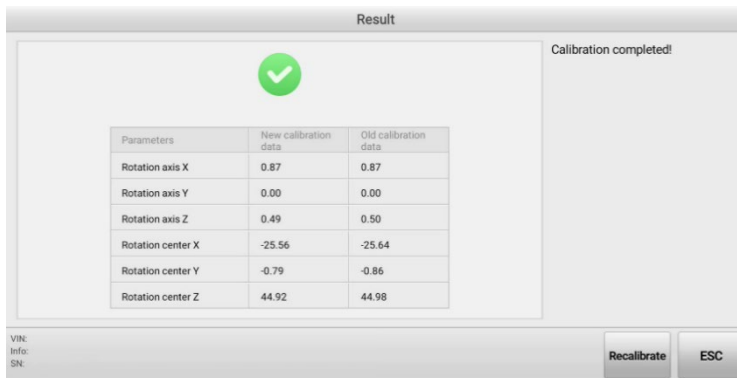 Result
Calibration completed!
Parameters New calibration data Old calibration data
Rotation axis X 0.87 0.87
Rotation axis Y 0.00 0.00
Rotation axis Z 0.49 0.50
Rotation center X -25.56 -25.64
Rotation center Y -0.79 -0.86
Rotation center Z 44.92 44.98
VIN:
Info:
SN:
Recalibrate ESC